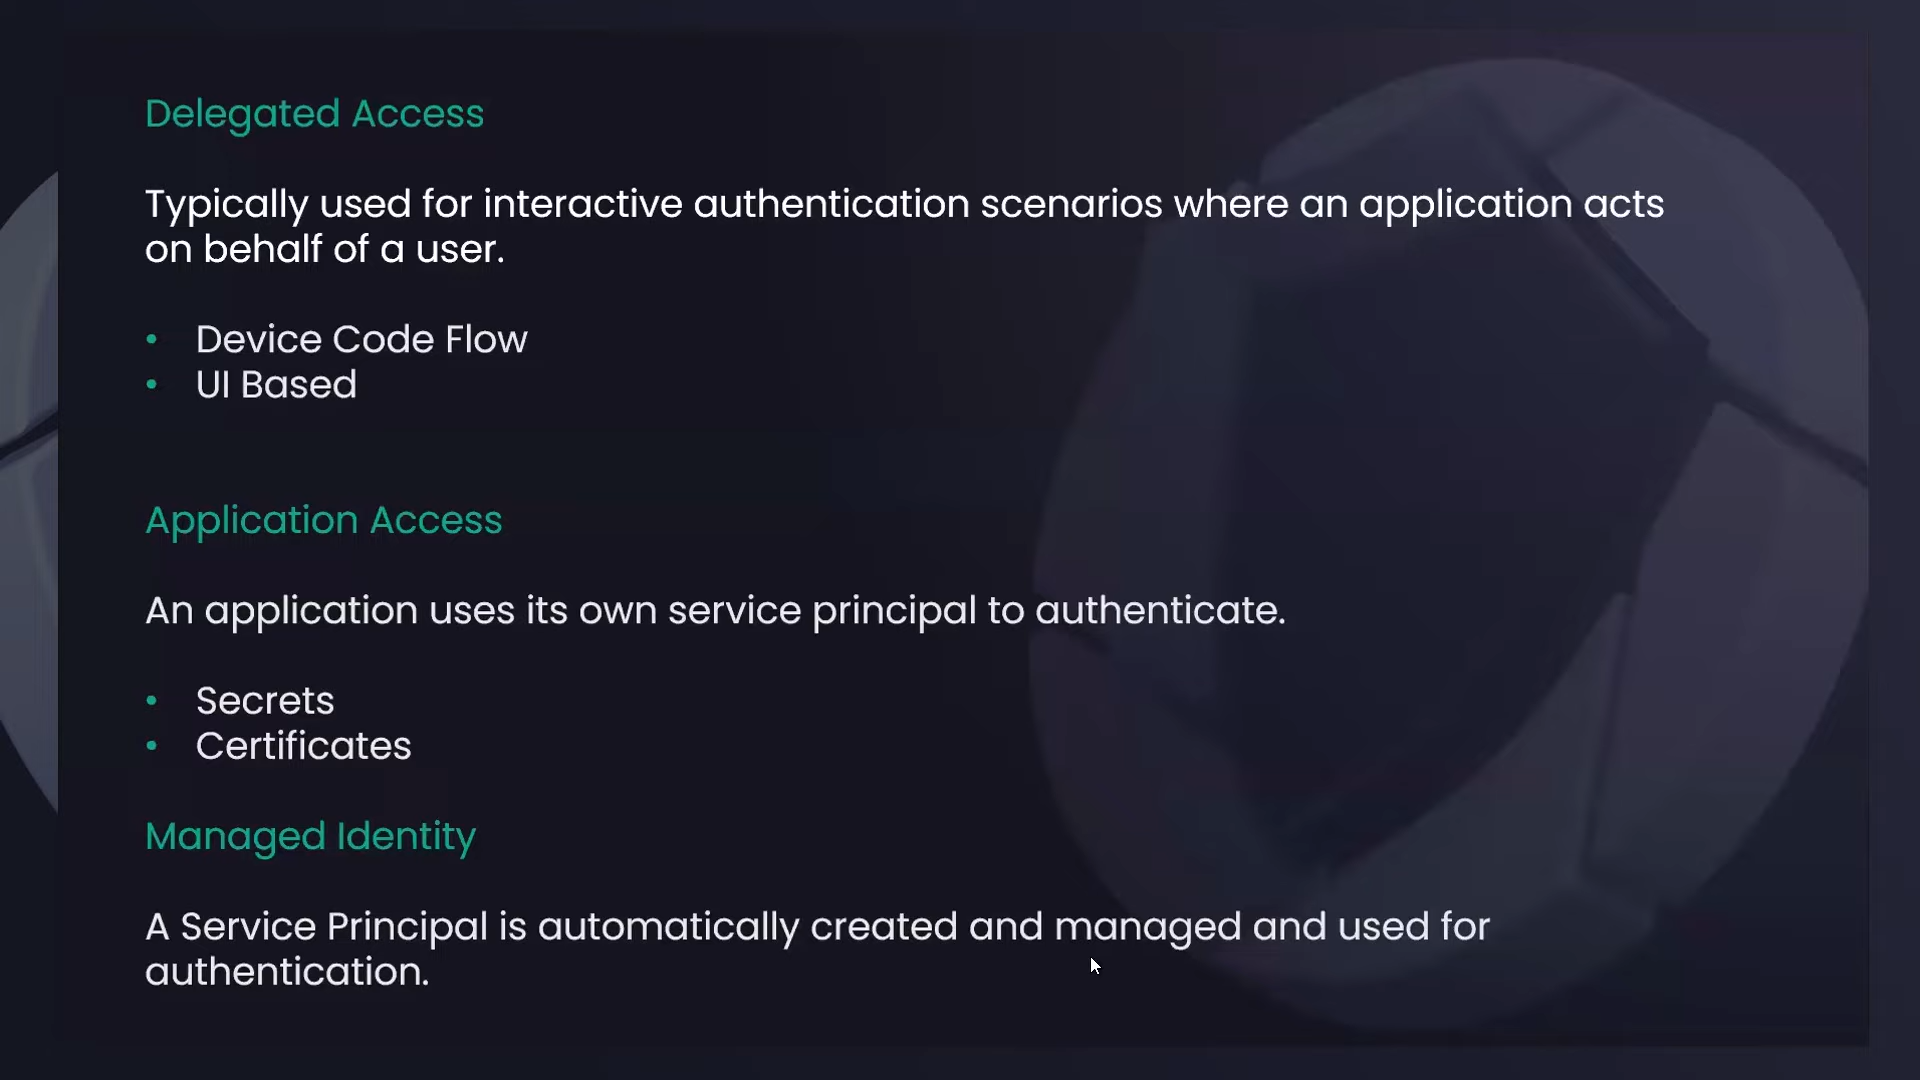 Delegated Access
Typically used for interactive authentication scenarios where an application acts
on behalf of a user.
• Device Code Flow
• UI Based
Application Access
An application uses its own service principal to authenticate.
• Secrets
• Certificates
Managed Identity
A Service Principal is automatically created and managed and used for
authentication.